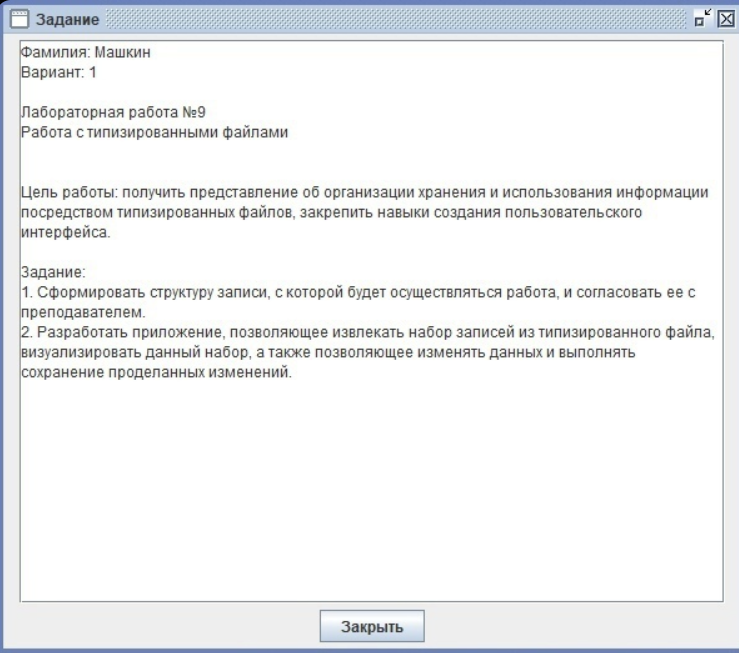 Задание
Фамилия: Машкин
Вариант: 1
Лабораторная работа №9
Работа с типизированными файлами
Цель работы: получить представление об организации хранения и использования информации
посредством типизированных файлов, закрепить навыки создания пользовательского
интерфейса.
Задание:
1. Сформировать структуру записи, с которой будет осуществляться работа, и согласовать ее с
преподавателем.
2. Разработать приложение, позволяющее извлекать набор записей из типизированного файла,
визуализировать данный набор, а также позволяющее изменять данных и выполнять
сохранение проделанных изменений.
Закрыть